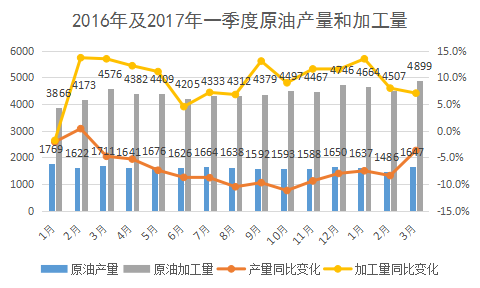 2016年及2017年一季度原油产量和加工量
6000 15.0%
5000 10.0%
4000 5.0%
3000 0.0%
2000 -5.0%
1000 -10.0%
0 -15.0%
3866 4173 4576 4382 4409 4205 4333 4312 4379 4497 4467 4746 4664 4507 4899
1769 1622 1711 1641 1676 1626 1664 1638 1592 1593 1588 1650 1637 1486 1647
1月 2月 3月 4月 5月 6月 7月 8月 9月 10月 11月 12月 1月 2月 3月
原油产量 原油加工量 产量同比变化 加工量同比变化